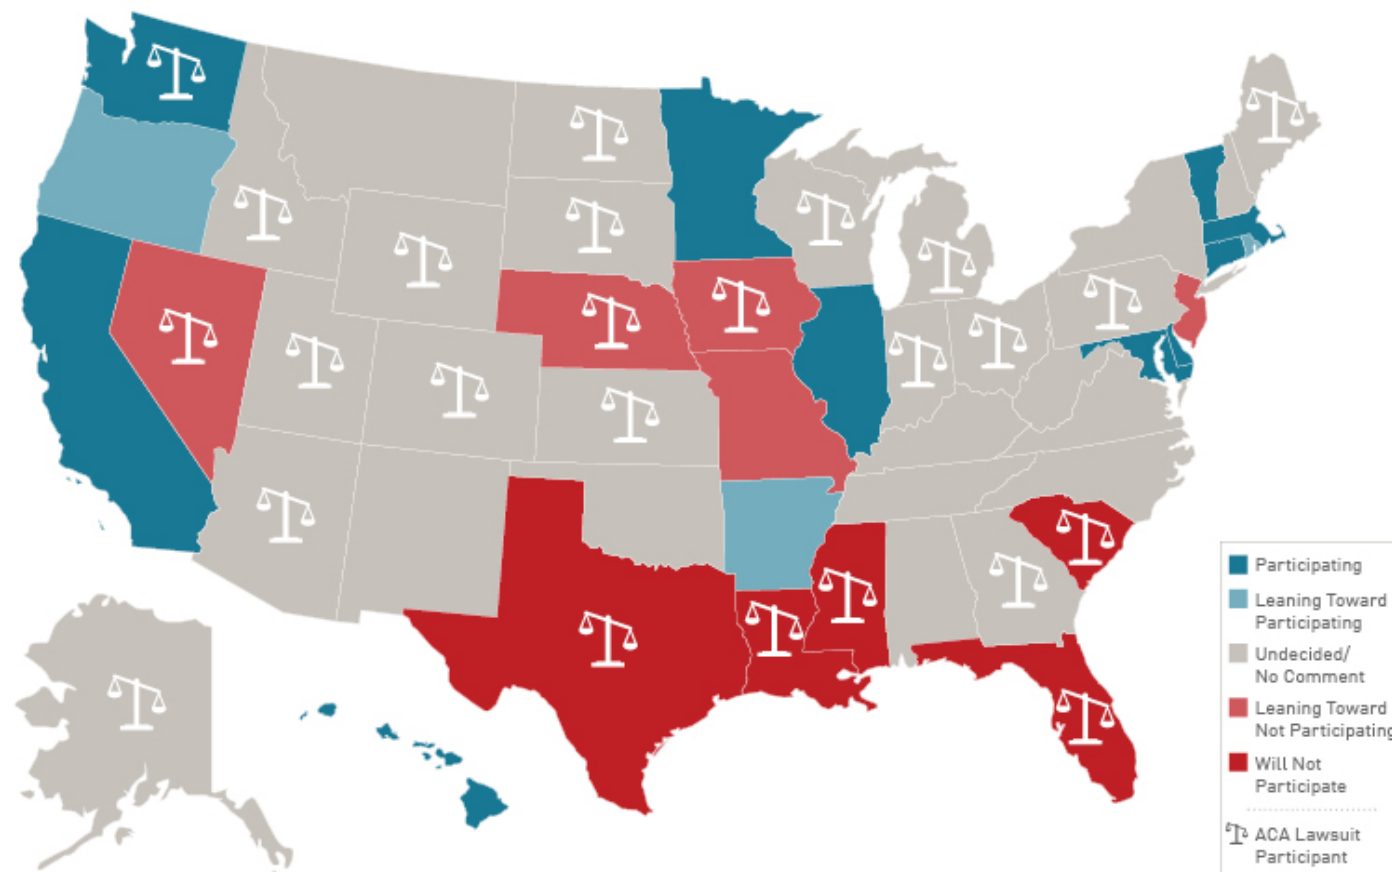 Participating
Leaning Toward
Participating
Undecided/
No Comment
Leaning Toward
Not Participating
Will Not
Participate
ACA Lawsuit
Participant